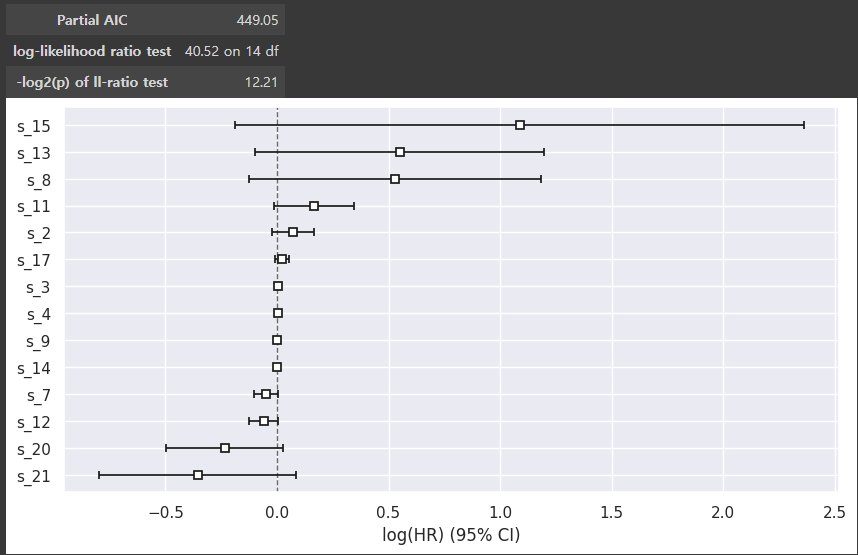 Partial AIC 449.05
log-likelihood ratio test 40.52 on 14 df
-log2(p) of ll-ratio test 12.21
s_15
s_13
s_8
s_11
s_2
s_17
s_3
s_4
s_9
s_14
s_7
s_12
s_20
s_21
−0.5 0.0 0.5 1.0 1.5 2.0 2.5
log(HR) (95% CI)